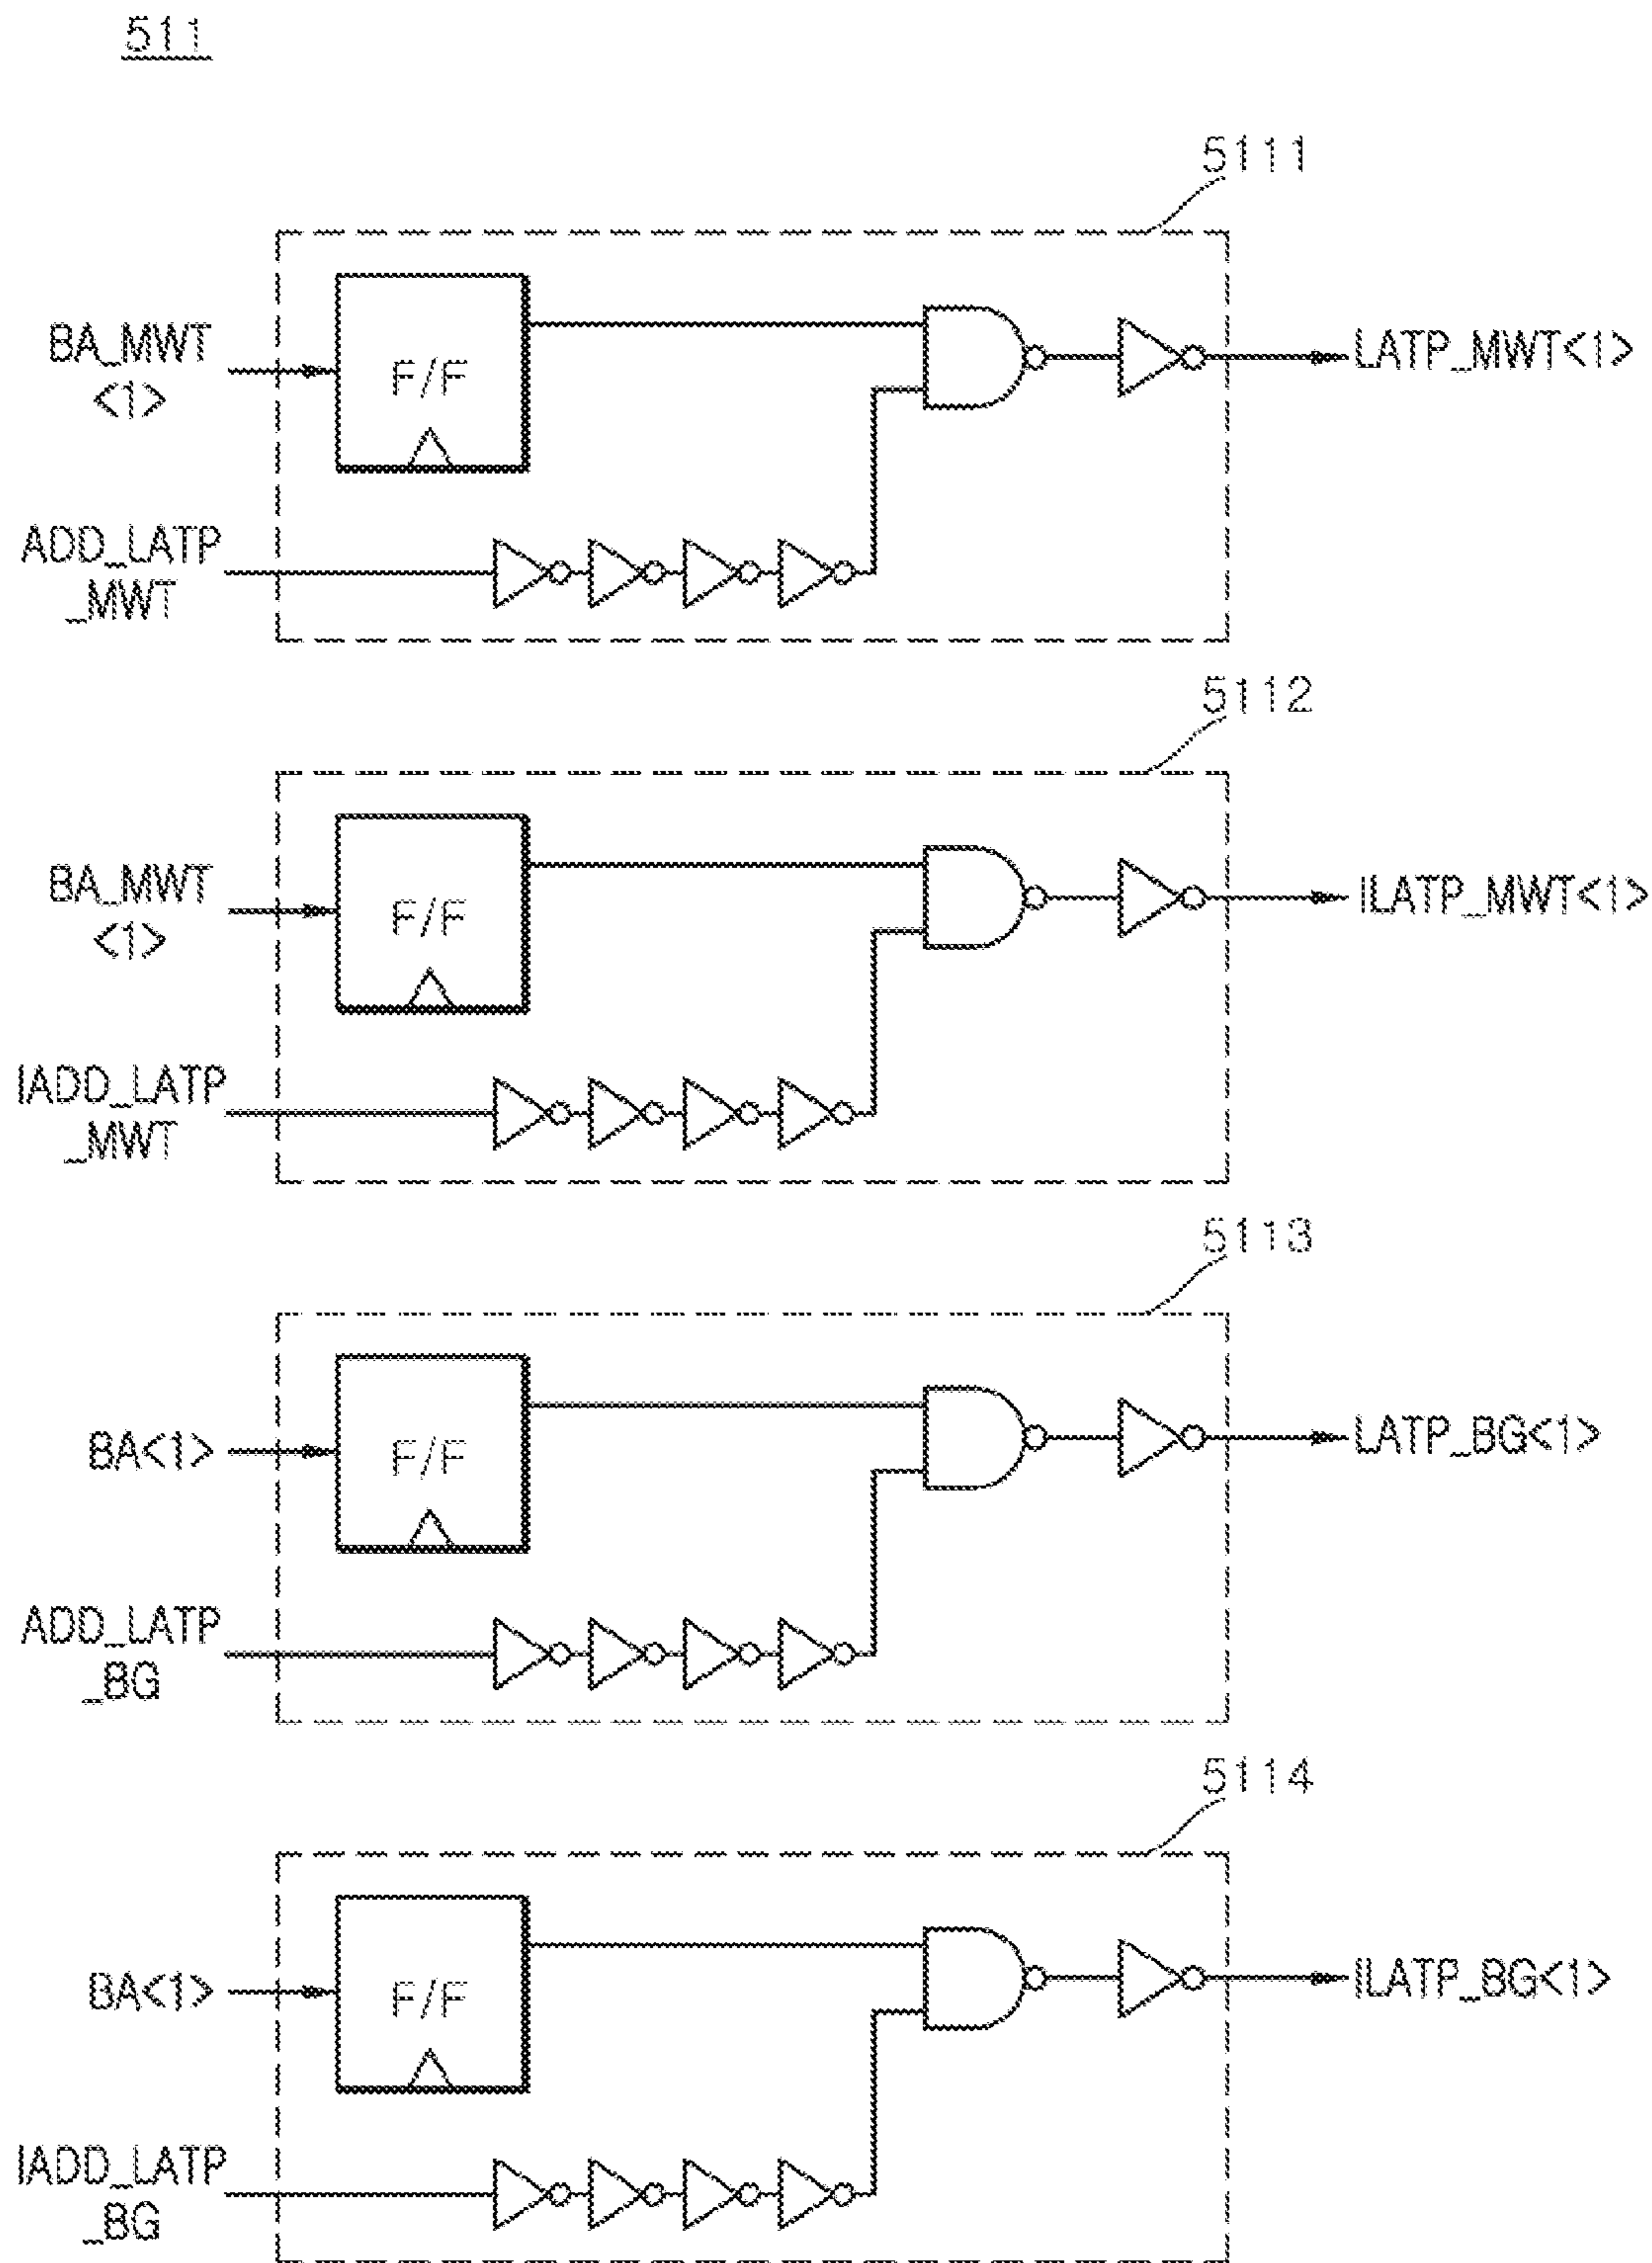 511
5111
BA_MWT
<1>
F/F
LATP_MWT<1>
ADD_LATP
_MWT
5112
BA_MWT
<1>
F/F
ILATP_MWT<1>
IADD_LATP
_MWT
5113
BA<1>
F/F
LATP_BG<1>
ADD_LATP
_BG
5114
BA<1>
F/F
ILATP_BG<1>
IADD_LATP
_BG